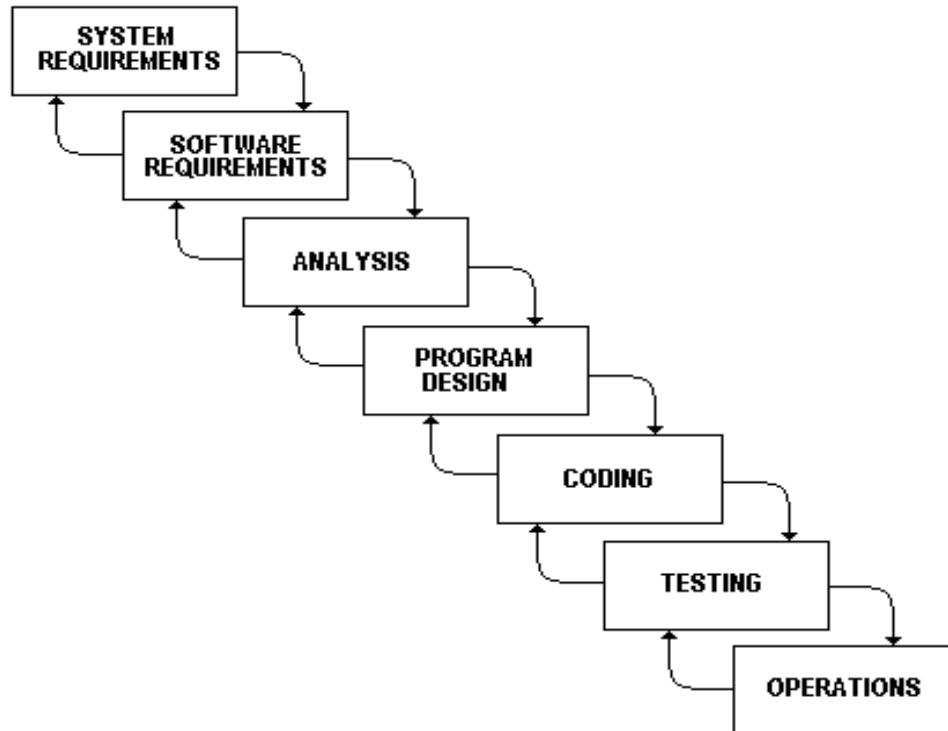 SYSTEM
REQUIREMENTS
SOFTWARE
REQUIREMENTS
ANALYSIS
PROGRAM
DESIGN
CODING
TESTING
OPERATIONS